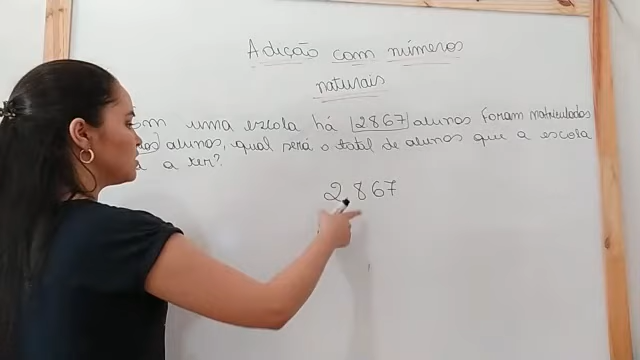 Adição com números
naturais
uma escola há 2867 alunos foram matriculados
alunos, qual será o total de alunos que a escola
a ter?
2867